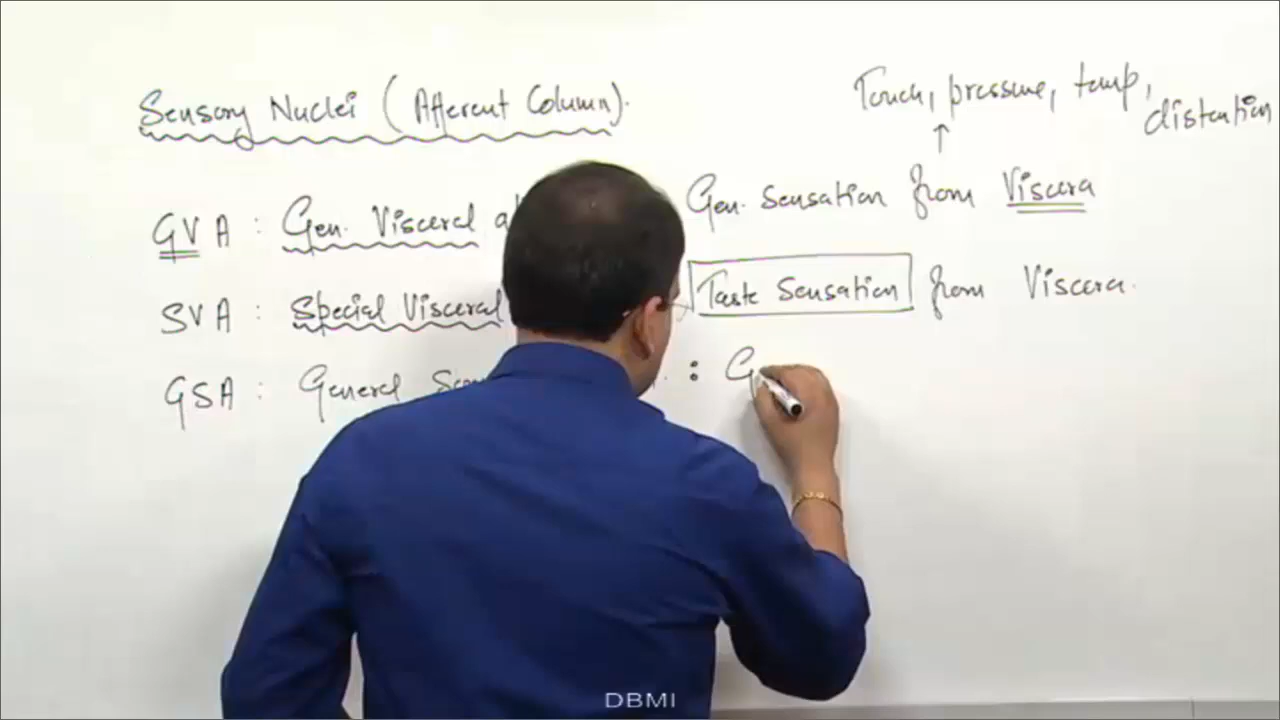 Sensory Nuclei (Afferent Column).
Touch, pressure, temp,
distention
GVA : Gen. Visceral
Gen. Sensation from Viscera
SVA : Special Visceral
Taste Sensation from Viscera.
GSA : General : G
DBMI